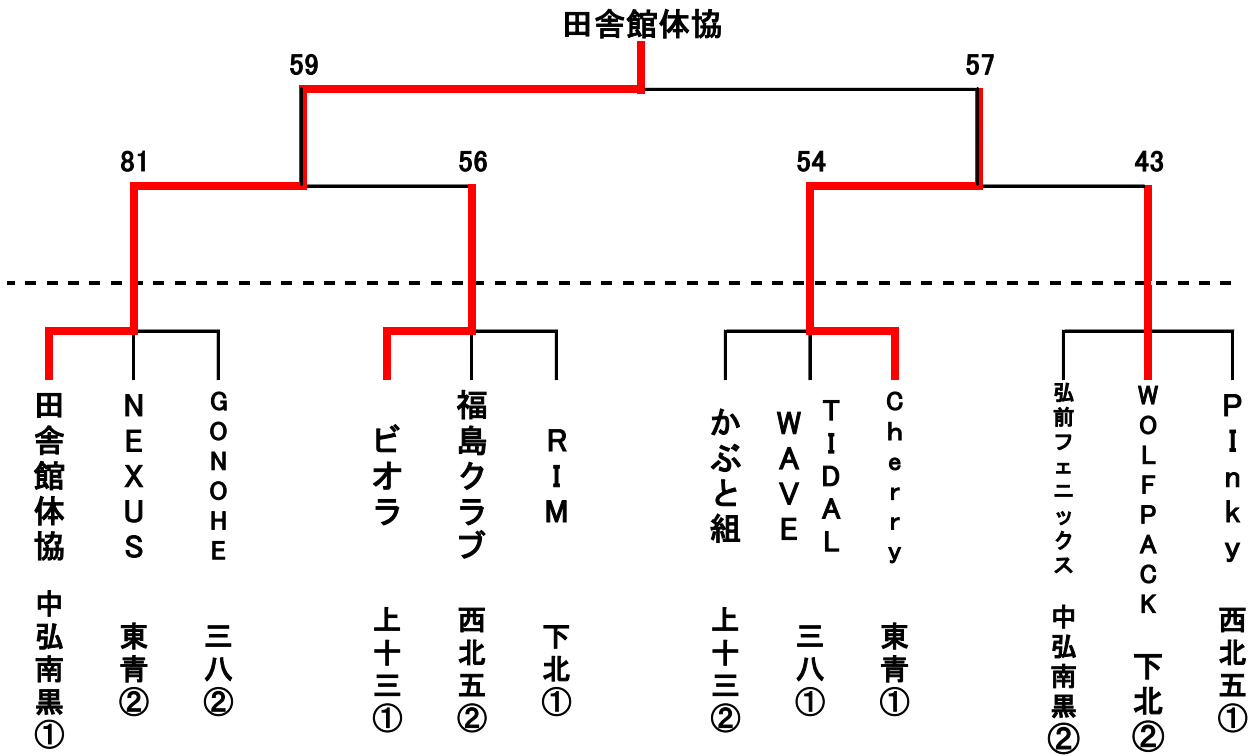 田舎館体協
59
57
81
56
54
43
田舎館体協 中弘南黒①
NEXUS 東青②
GONOHE 三八②
ビオラ 上十三①
福島クラブ 西北五②
RIM 下北①
かぶと組 上十三②
TIDAL
WAVE 三八①
Cherry 東青①
弘前フェニックス 中弘南黒②
WOLFPACK 下北②
PInky 西北五①